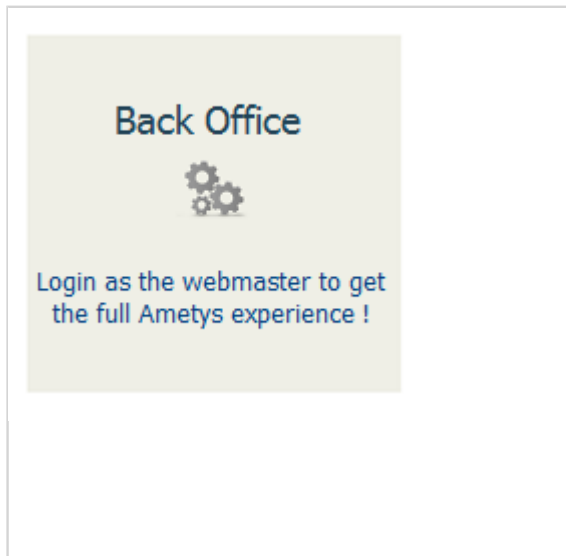 Back Office
Login as the webmaster to get
the full Ametys experience !